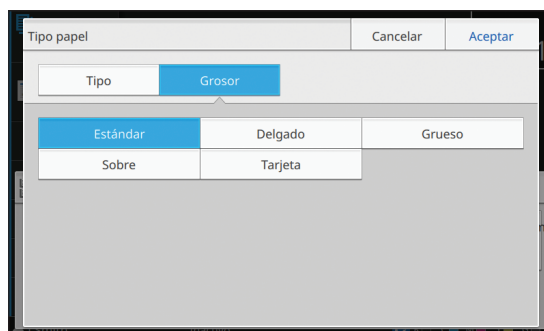 Tipo papel Cancelar Aceptar
Tipo Grosor
Estándar Delgado Grueso
Sobre Tarjeta